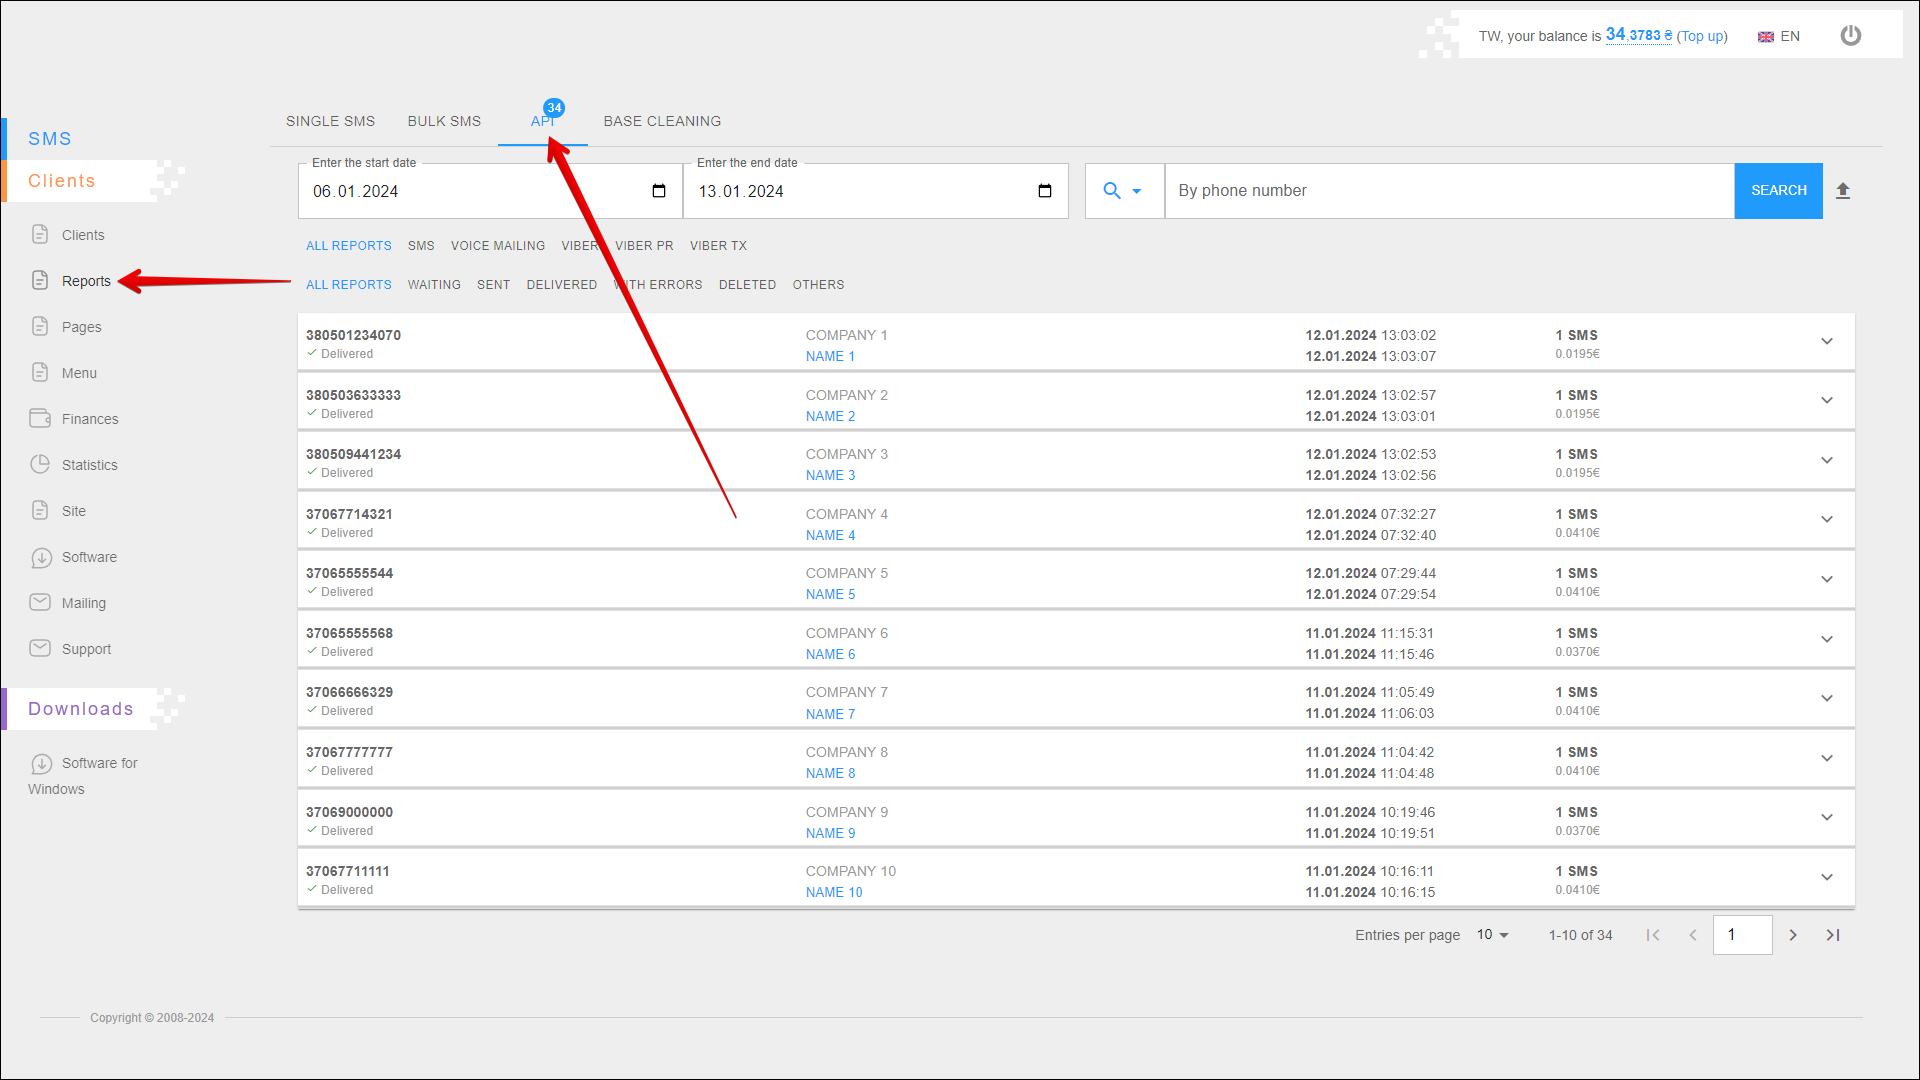 TW, your balance is 34,3783 ₴ (Top up)
EN
SMS
Clients
Clients
Reports
Pages
Menu
Finances
Statistics
Site
Software
Mailing
Support
Downloads
Software for
Windows
SINGLE SMS BULK SMS API 34 BASE CLEANING
Enter the start date
06.01.2024
Enter the end date
13.01.2024
By phone number
SEARCH
ALL REPORTS SMS VOICE MAILING VIBER VIBER PR VIBER TX
ALL REPORTS WAITING SENT DELIVERED WITH ERRORS DELETED OTHERS
380501234070 COMPANY 1 12.01.2024 13:03:02 1 SMS
Delivered NAME 1 12.01.2024 13:03:07 0.0195€
380503633333 COMPANY 2 12.01.2024 13:02:57 1 SMS
Delivered NAME 2 12.01.2024 13:03:01 0.0195€
380509441234 COMPANY 3 12.01.2024 13:02:53 1 SMS
Delivered NAME 3 12.01.2024 13:02:56 0.0195€
37067714321 COMPANY 4 12.01.2024 07:32:27 1 SMS
Delivered NAME 4 12.01.2024 07:32:40 0.0410€
37065555544 COMPANY 5 12.01.2024 07:29:44 1 SMS
Delivered NAME 5 12.01.2024 07:29:54 0.0410€
37065555568 COMPANY 6 11.01.2024 11:15:31 1 SMS
Delivered NAME 6 11.01.2024 11:15:46 0.0370€
37066666329 COMPANY 7 11.01.2024 11:05:49 1 SMS
Delivered NAME 7 11.01.2024 11:06:03 0.0410€
37067777777 COMPANY 8 11.01.2024 11:04:42 1 SMS
Delivered NAME 8 11.01.2024 11:04:48 0.0410€
37069000000 COMPANY 9 11.01.2024 10:19:46 1 SMS
Delivered NAME 9 11.01.2024 10:19:51 0.0370€
37067711111 COMPANY 10 11.01.2024 10:16:11 1 SMS
Delivered NAME 10 11.01.2024 10:16:15 0.0410€
Entries per page 10 1-10 of 34 1
Copyright © 2008-2024